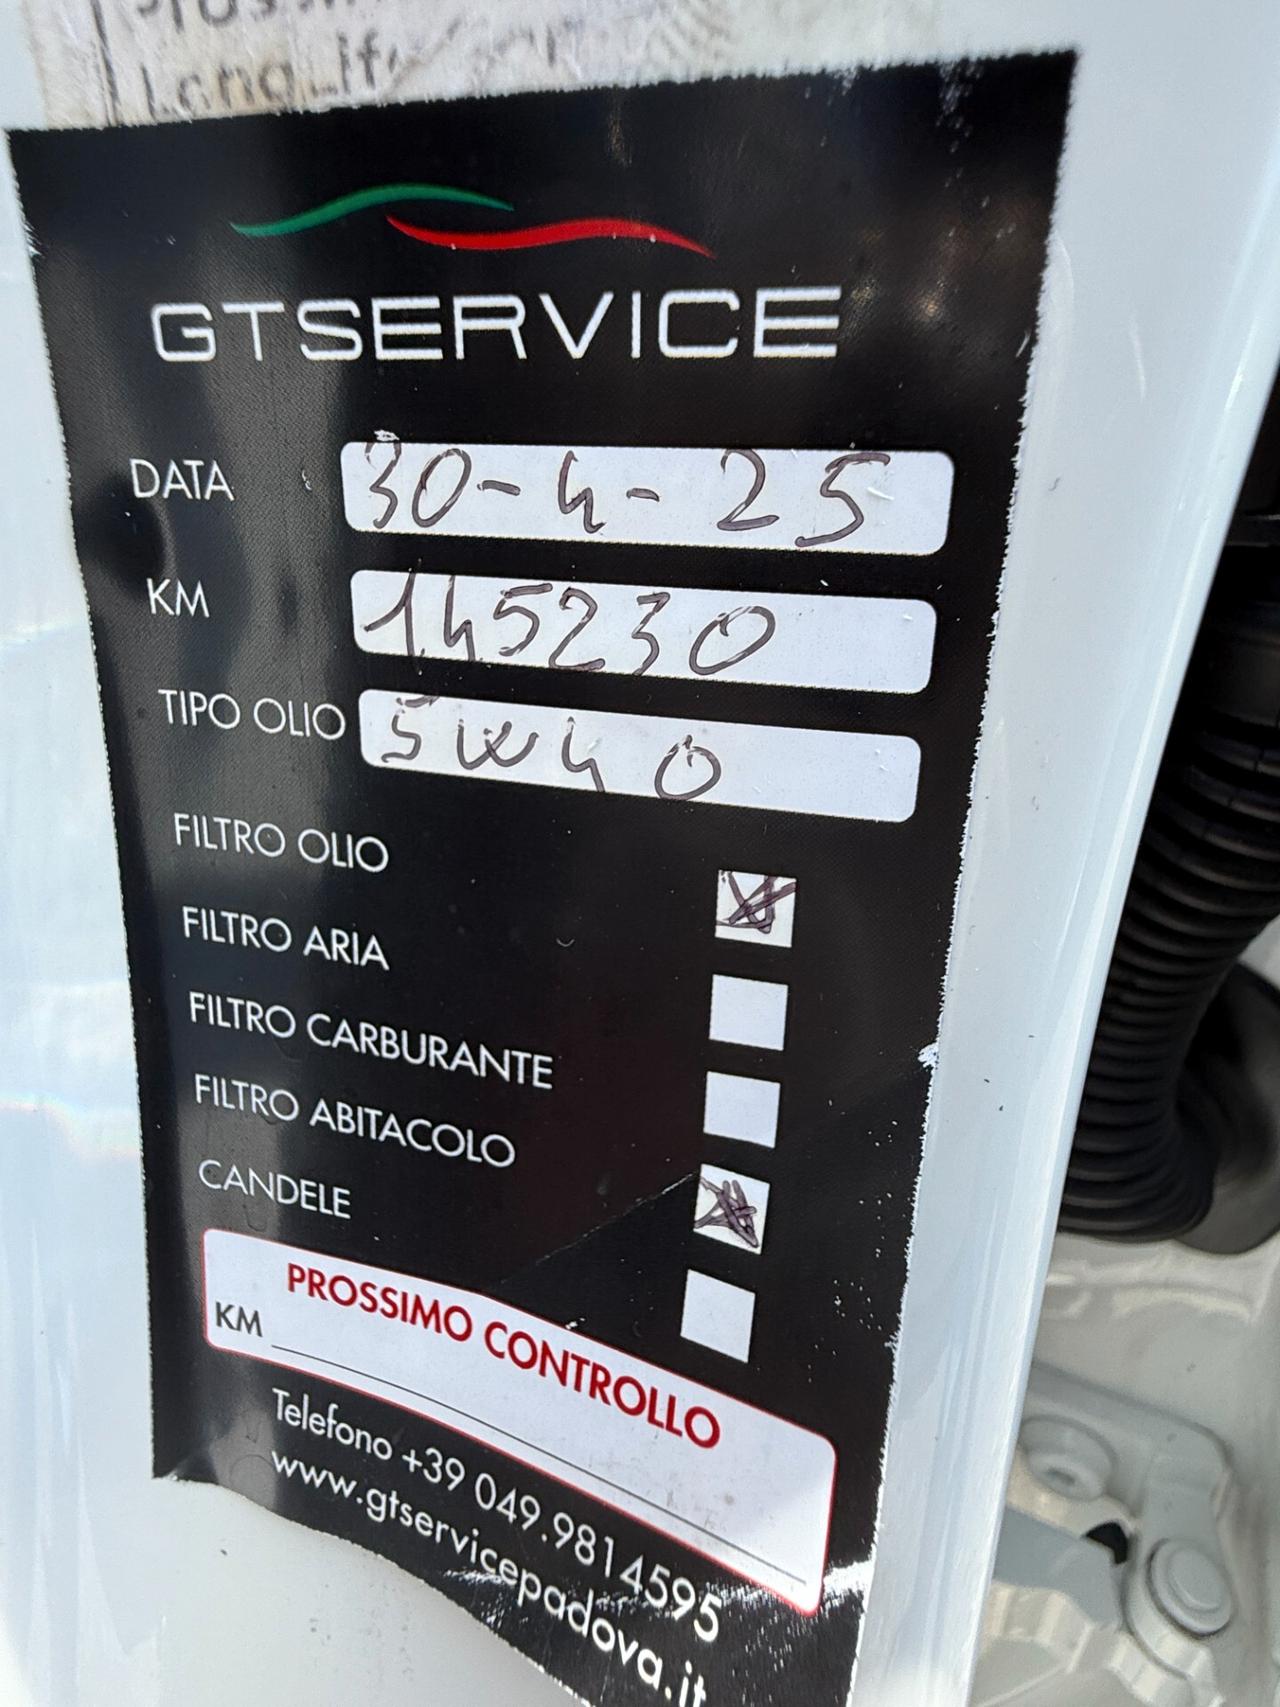 GTSERVICE
DATA 30-4-25
KM 145230
TIPO OLIO 5W40
FILTRO OLIO
FILTRO ARIA
FILTRO CARBURANTE
FILTRO ABITACOLO
CANDELE
PROSSIMO CONTROLLO
KM
Telefono +39 049.9814595
www.gtservicepadova.it